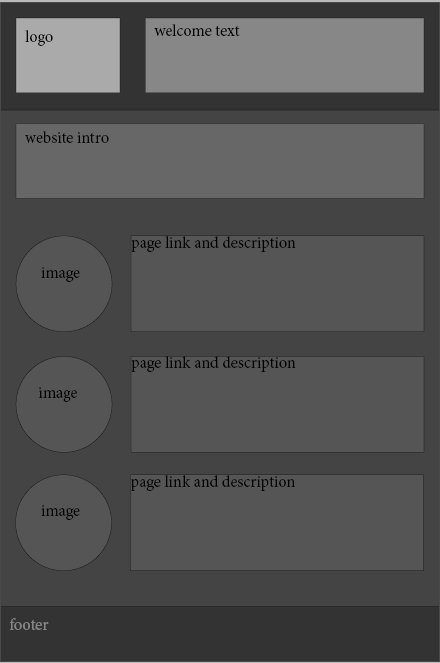 logo
welcome text
website intro
image
page link and description
image
page link and description
image
page link and description
footer